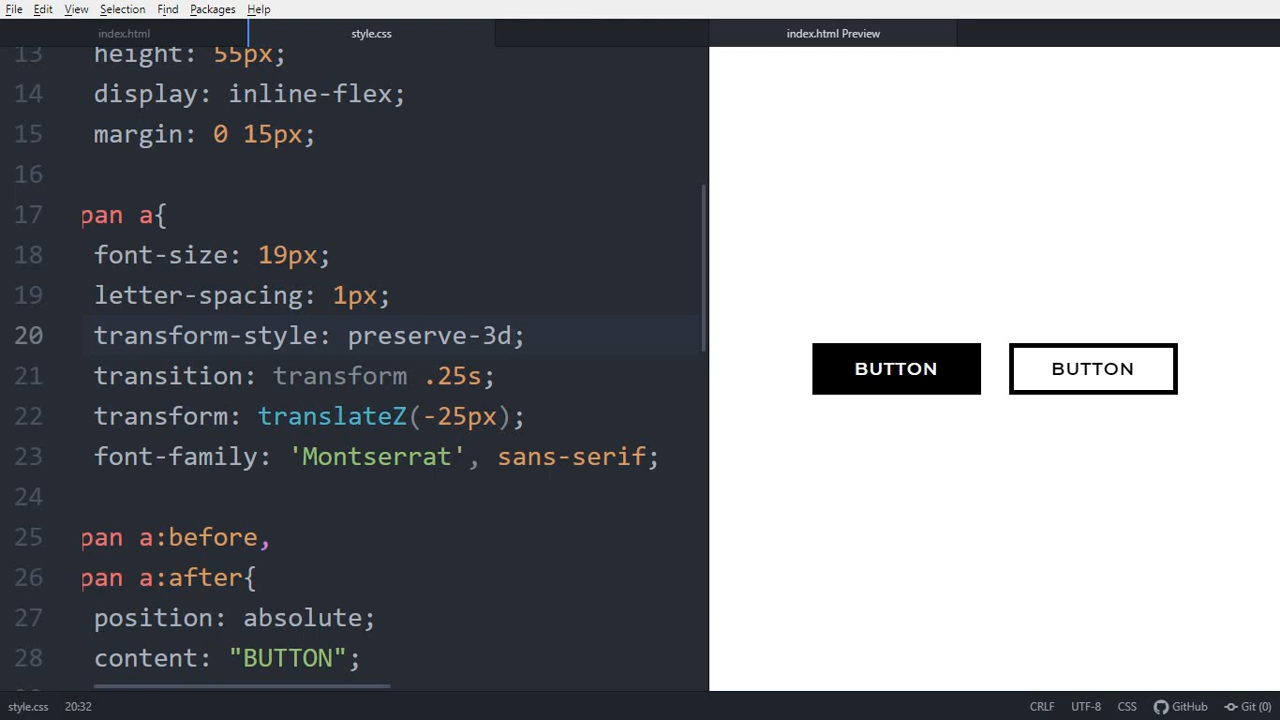 File Edit View Selection Find Packages Help
index.html style.css index.html Preview
13 height: 55px;
14 display: inline-flex;
15 margin: 0 15px;
16
17 pan a{
18 font-size: 19px;
19 letter-spacing: 1px;
20 transform-style: preserve-3d;
21 transition: transform .25s;
22 transform: translateZ(-25px);
23 font-family: 'Montserrat', sans-serif;
24
25 pan a:before,
26 pan a:after{
27 position: absolute;
28 content: "BUTTON";
BUTTON BUTTON
style.css 20:32 CRLF UTF-8 CSS GitHub Git (0)